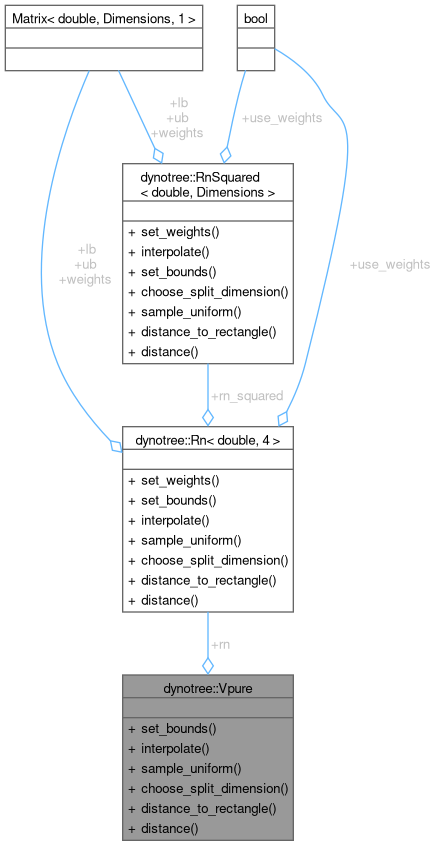 Matrix< double, Dimensions, 1 >
bool
+lb
+ub
+weights
+use_weights
dynotree::RnSquared
< double, Dimensions >
+ set_weights()
+ interpolate()
+ set_bounds()
+ choose_split_dimension()
+ sample_uniform()
+ distance_to_rectangle()
+ distance()
+lb
+ub
+weights
+use_weights
+rn_squared
dynotree::Rn< double, 4 >
+ set_weights()
+ set_bounds()
+ interpolate()
+ sample_uniform()
+ choose_split_dimension()
+ distance_to_rectangle()
+ distance()
+rn
dynotree::Vpure
+ set_bounds()
+ interpolate()
+ sample_uniform()
+ choose_split_dimension()
+ distance_to_rectangle()
+ distance()